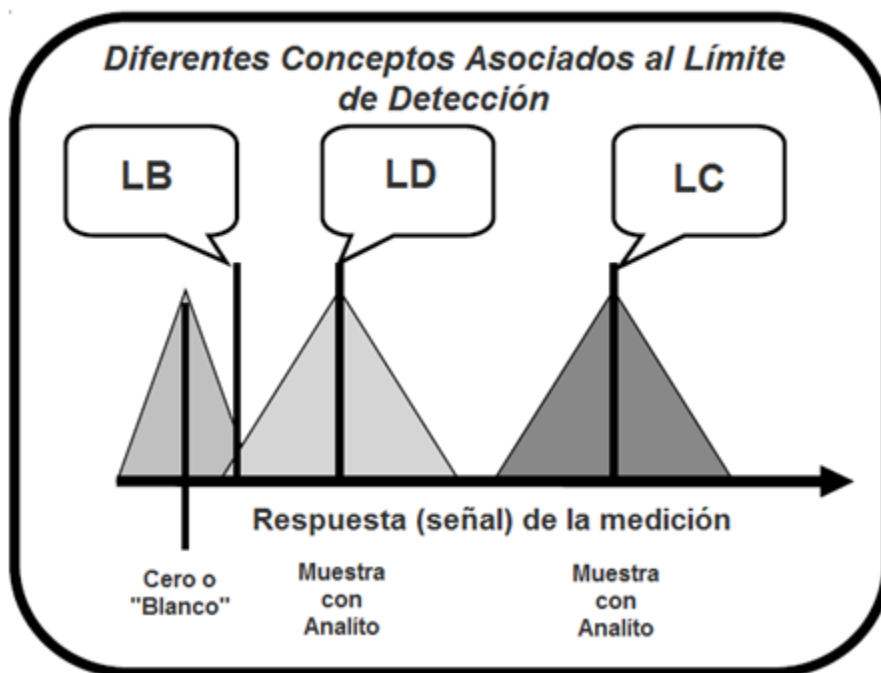 Diferentes Conceptos Asociados al Límite
de Detección
LB
LD
LC
Respuesta (señal) de la medición
Cero o
"Blanco"
Muestra
con
Analito
Muestra
con
Analito